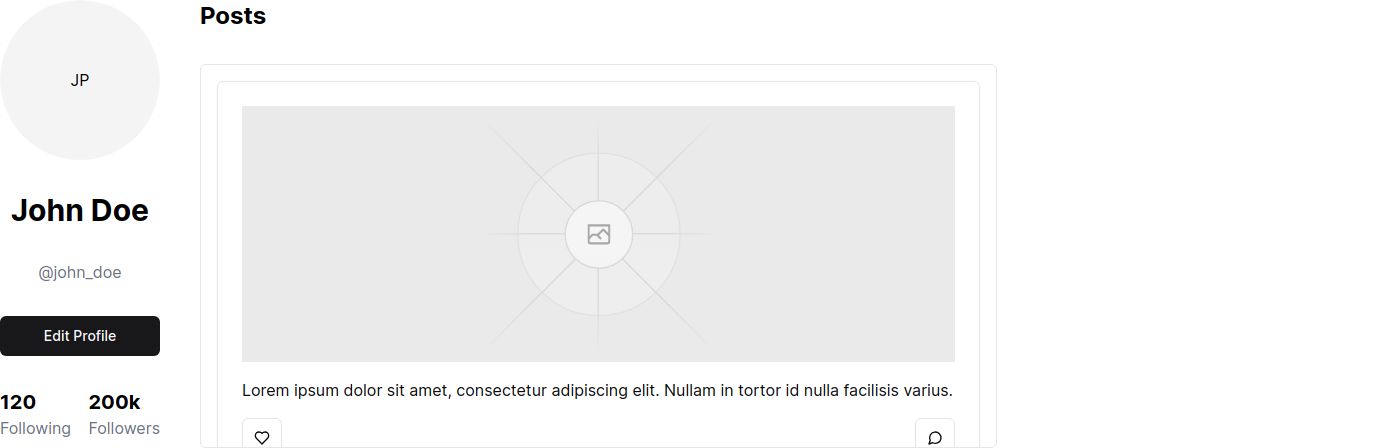 JP
John Doe
@john_doe
Edit Profile
120
Following
200k
Followers
Posts
Lorem ipsum dolor sit amet, consectetur adipiscing elit. Nullam in tortor id nulla facilisis varius.